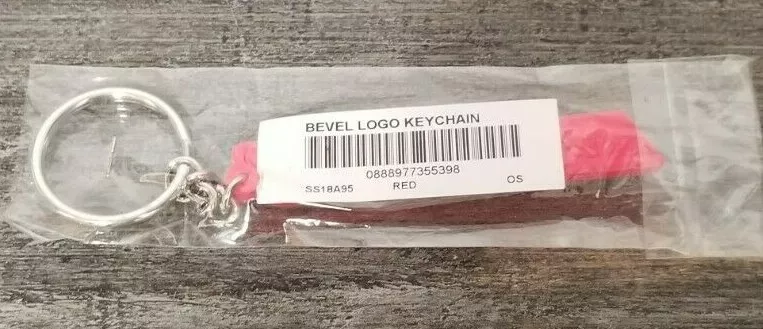 BEVEL LOGO KEYCHAIN
0888977355398
SS18A95 RED OS